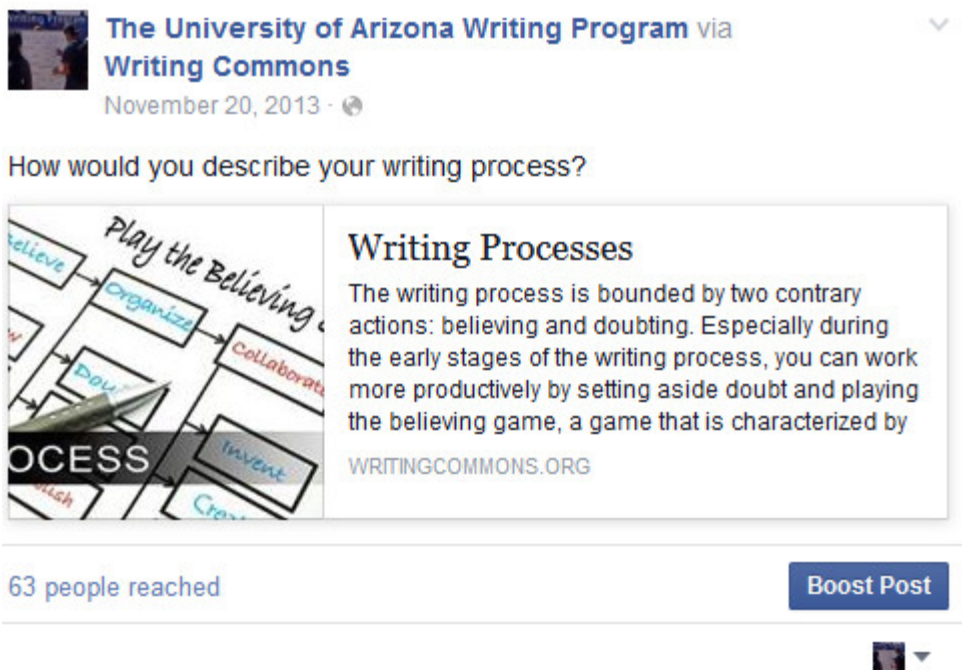 The University of Arizona Writing Program via
Writing Commons
November 20, 2013 ·
How would you describe your writing process?
Play the Believing
Organize
Collaborate
Invent
OCESS
Writing Processes
The writing process is bounded by two contrary
actions: believing and doubting. Especially during
the early stages of the writing process, you can work
more productively by setting aside doubt and playing
the believing game, a game that is characterized by
WRITINGCOMMONS.ORG
63 people reached
Boost Post